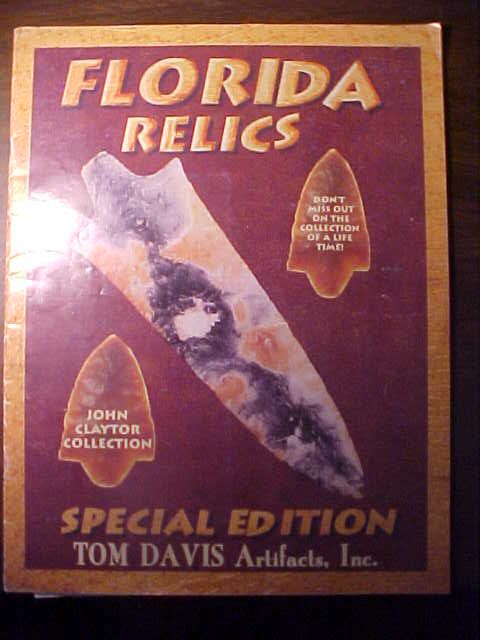 FLORIDA
RELICS
DON'T
MISS OUT
ON THE
COLLECTION
OF A LIFE
TIME!
JOHN
CLAYTOR
COLLECTION
SPECIAL EDITION
TOM DAVIS Artifacts, Inc.